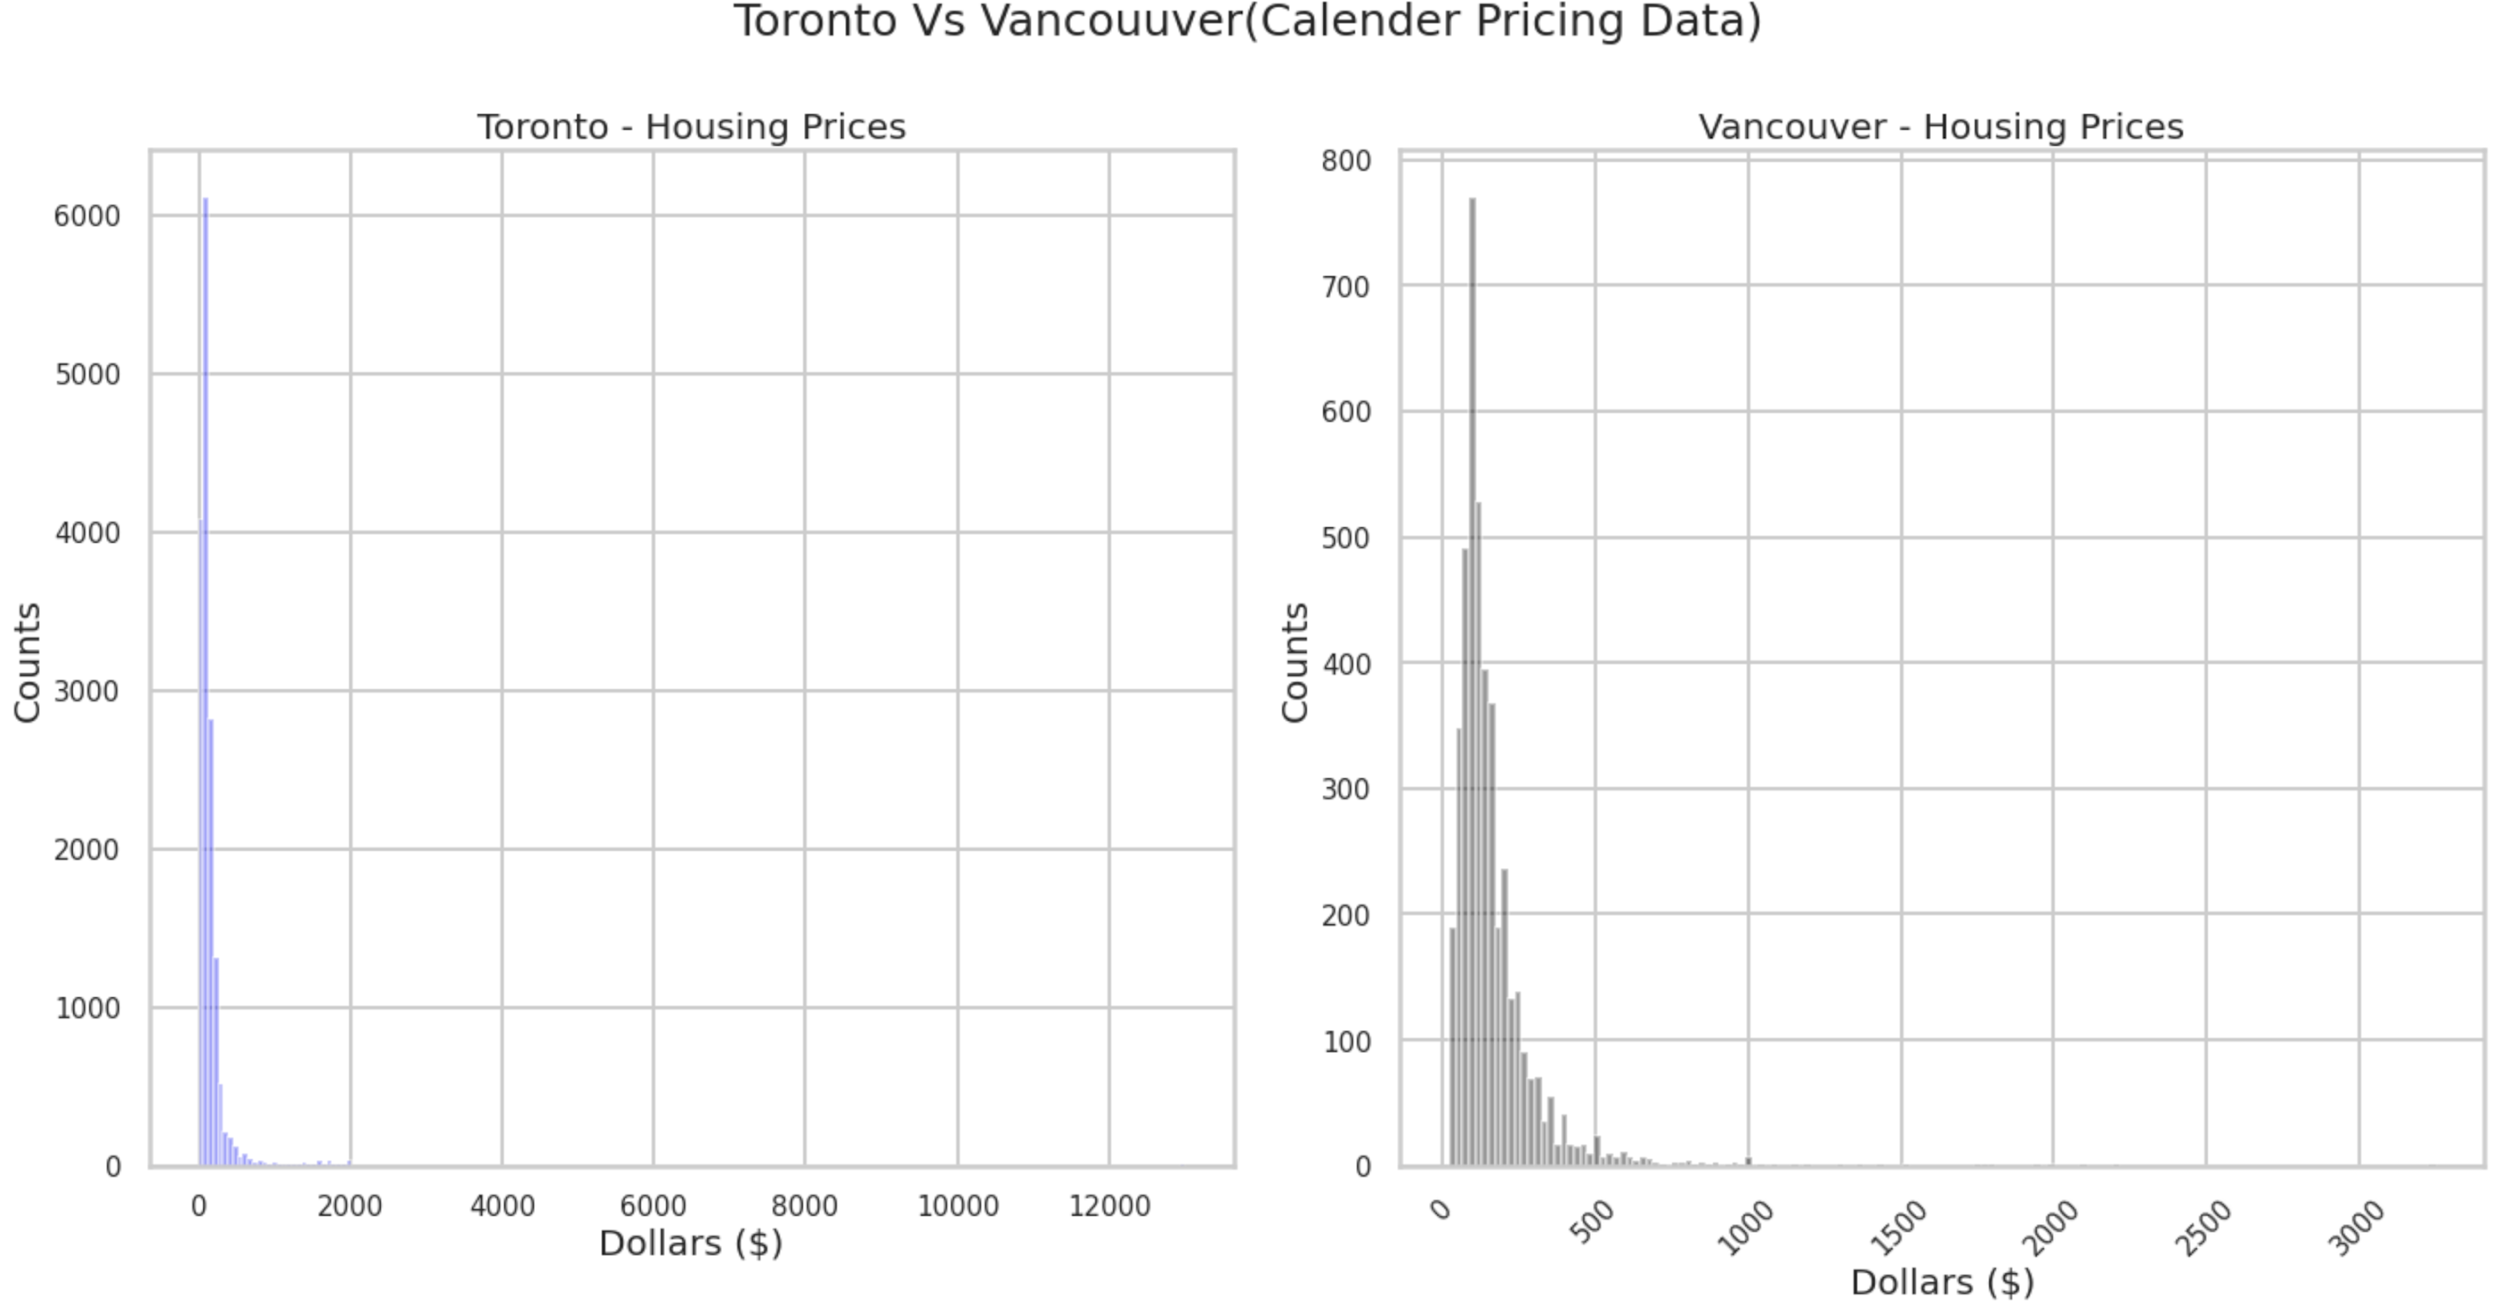 Toronto Vs Vancouuver(Calender Pricing Data)
Toronto - Housing Prices
6000
5000
4000
3000
2000
1000
0
Counts
0 2000 4000 6000 8000 10000 12000
Dollars ($)
Vancouver - Housing Prices
800
700
600
500
400
300
200
100
0
Counts
0 500 1000 1500 2000 2500 3000
Dollars ($)